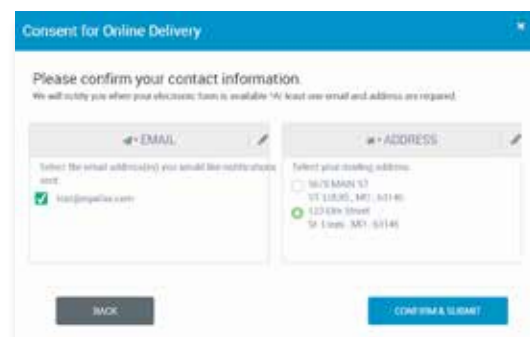 Consent for Online Delivery
Please confirm your contact information.
We will notify you when your electronic form is available *At least one email and address are required.
EMAIL
Select the email address(es) you would like notifications
sent
ADDRESS
Select your mailing address
MAIN ST
ST LOUIS, MO, 63146
123 Elm Street
St. Louis, MO, 63146
BACK
CONFIRM & SUBMIT